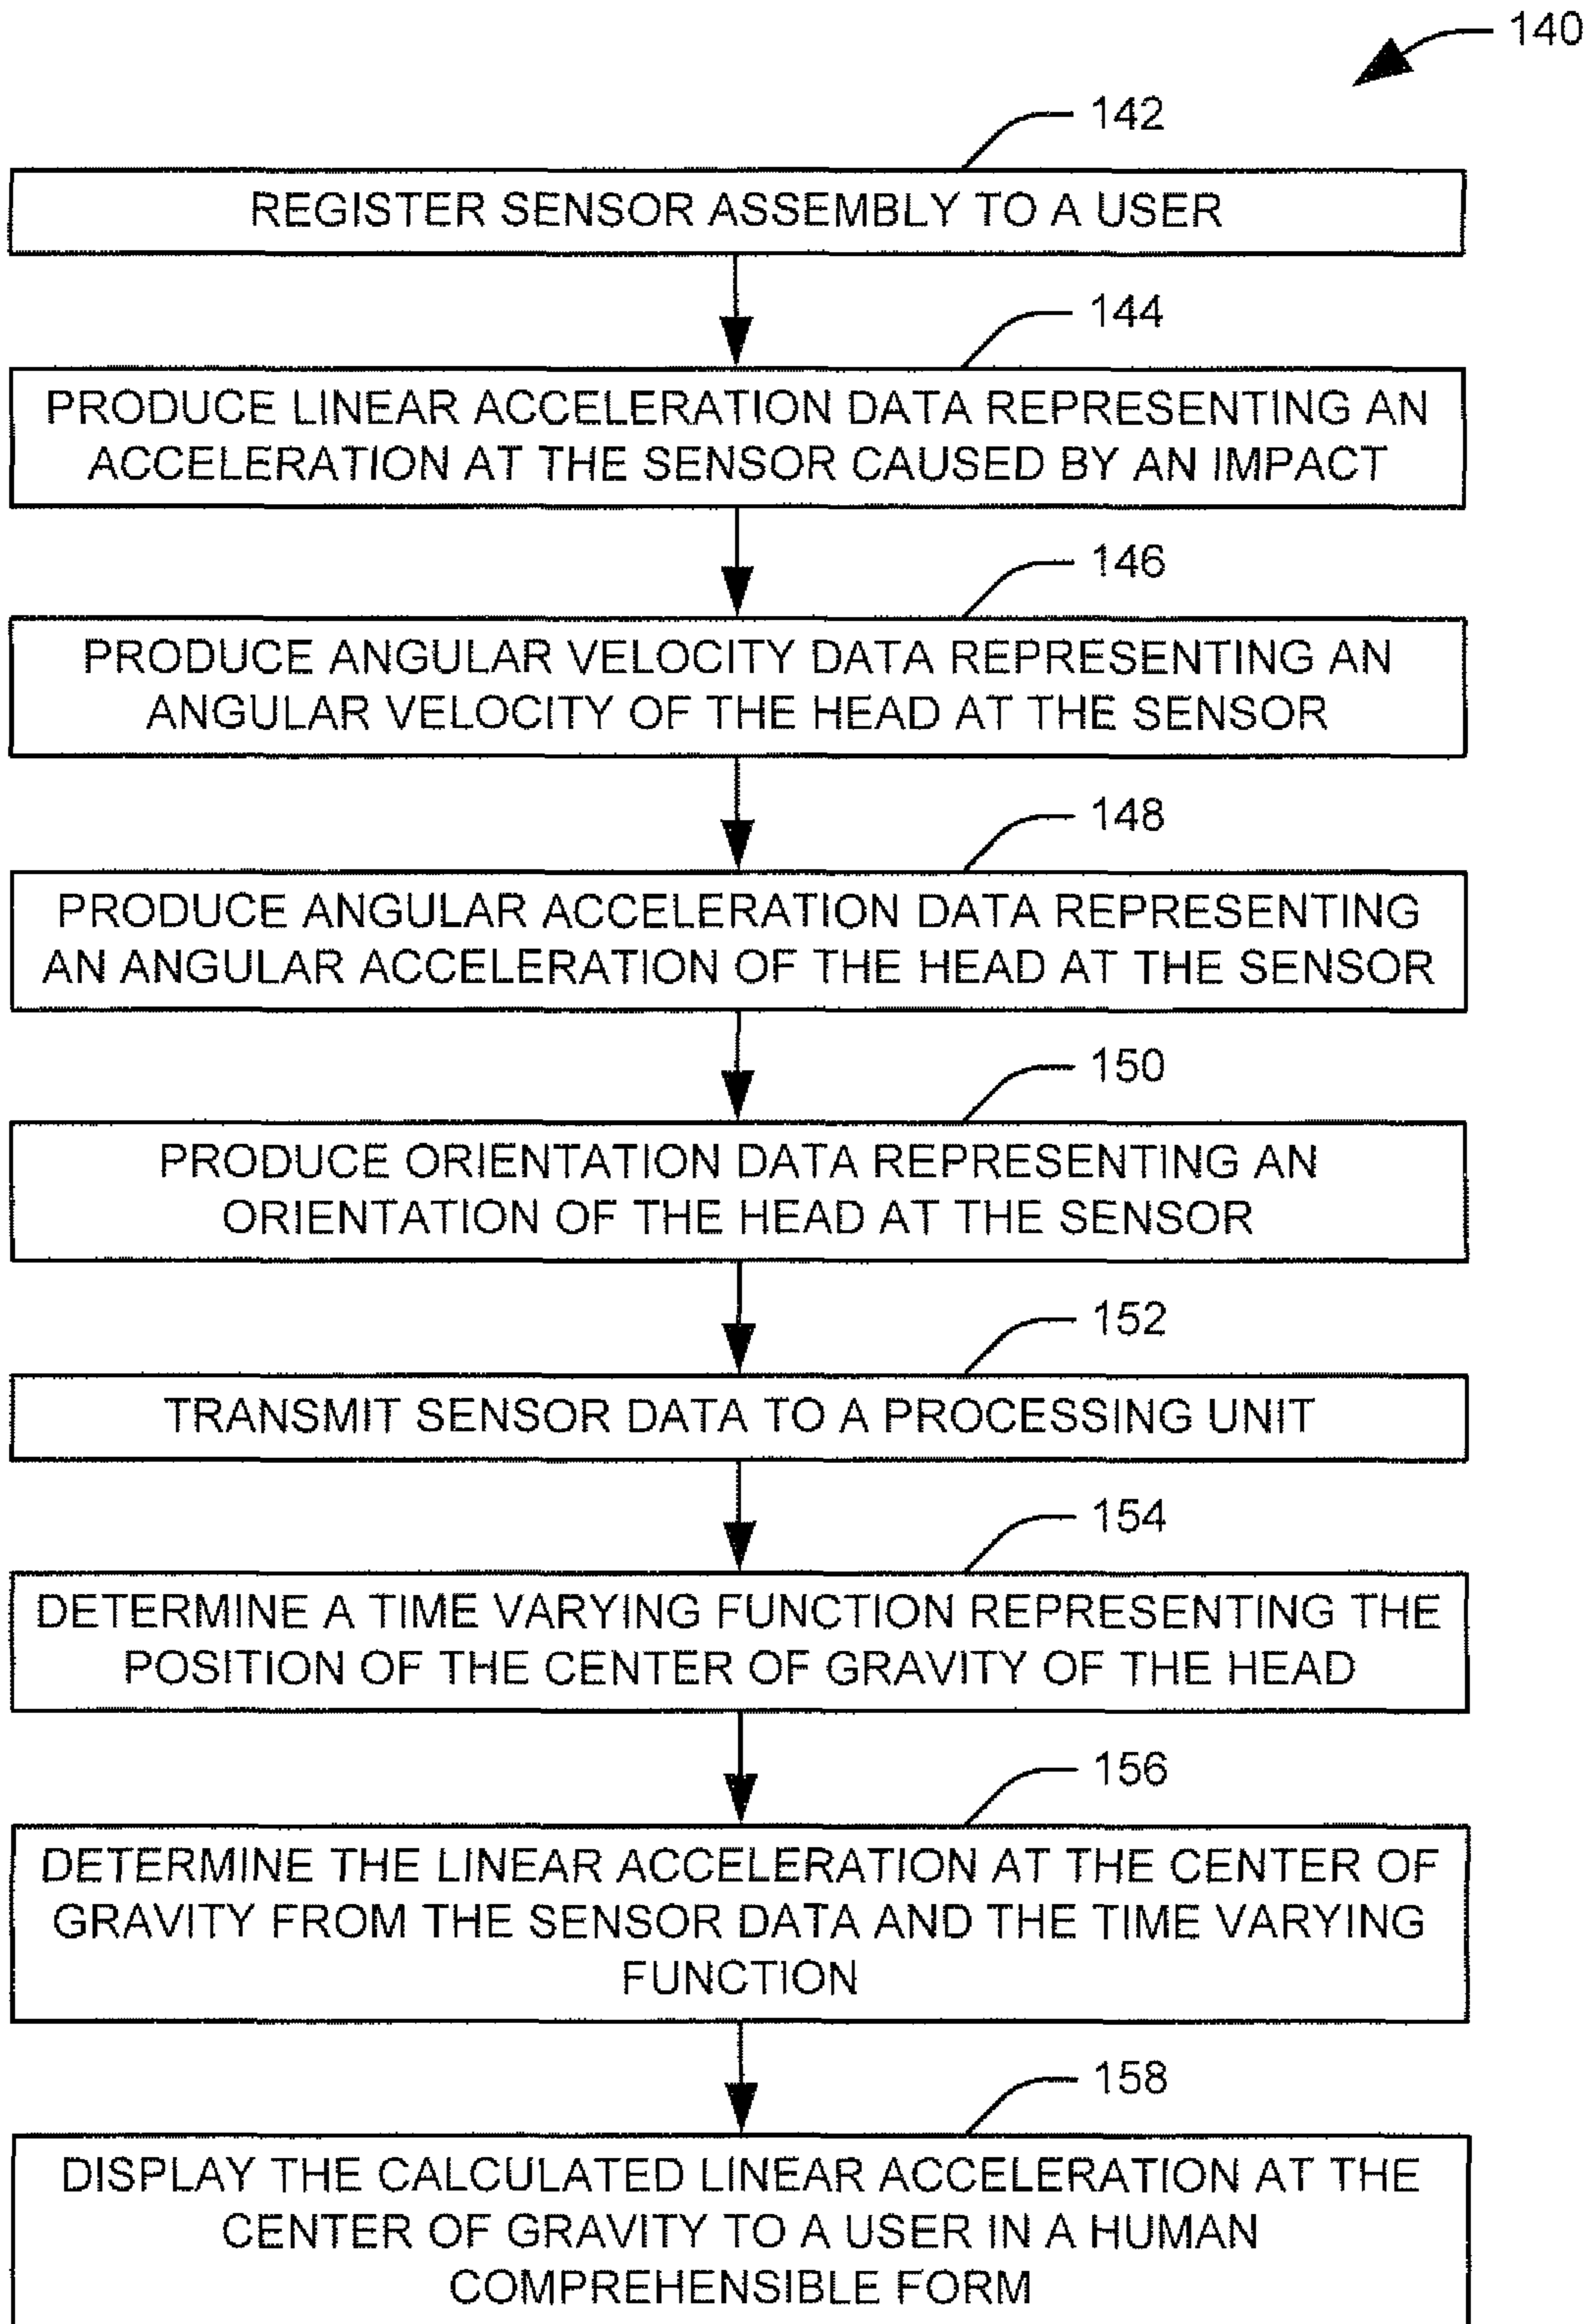 140
142
REGISTER SENSOR ASSEMBLY TO A USER
144
PRODUCE LINEAR ACCELERATION DATA REPRESENTING AN
ACCELERATION AT THE SENSOR CAUSED BY AN IMPACT
146
PRODUCE ANGULAR VELOCITY DATA REPRESENTING AN
ANGULAR VELOCITY OF THE HEAD AT THE SENSOR
148
PRODUCE ANGULAR ACCELERATION DATA REPRESENTING
AN ANGULAR ACCELERATION OF THE HEAD AT THE SENSOR
150
PRODUCE ORIENTATION DATA REPRESENTING AN
ORIENTATION OF THE HEAD AT THE SENSOR
152
TRANSMIT SENSOR DATA TO A PROCESSING UNIT
154
DETERMINE A TIME VARYING FUNCTION REPRESENTING THE
POSITION OF THE CENTER OF GRAVITY OF THE HEAD
156
DETERMINE THE LINEAR ACCELERATION AT THE CENTER OF
GRAVITY FROM THE SENSOR DATA AND THE TIME VARYING
FUNCTION
158
DISPLAY THE CALCULATED LINEAR ACCELERATION AT THE
CENTER OF GRAVITY TO A USER IN A HUMAN
COMPREHENSIBLE FORM